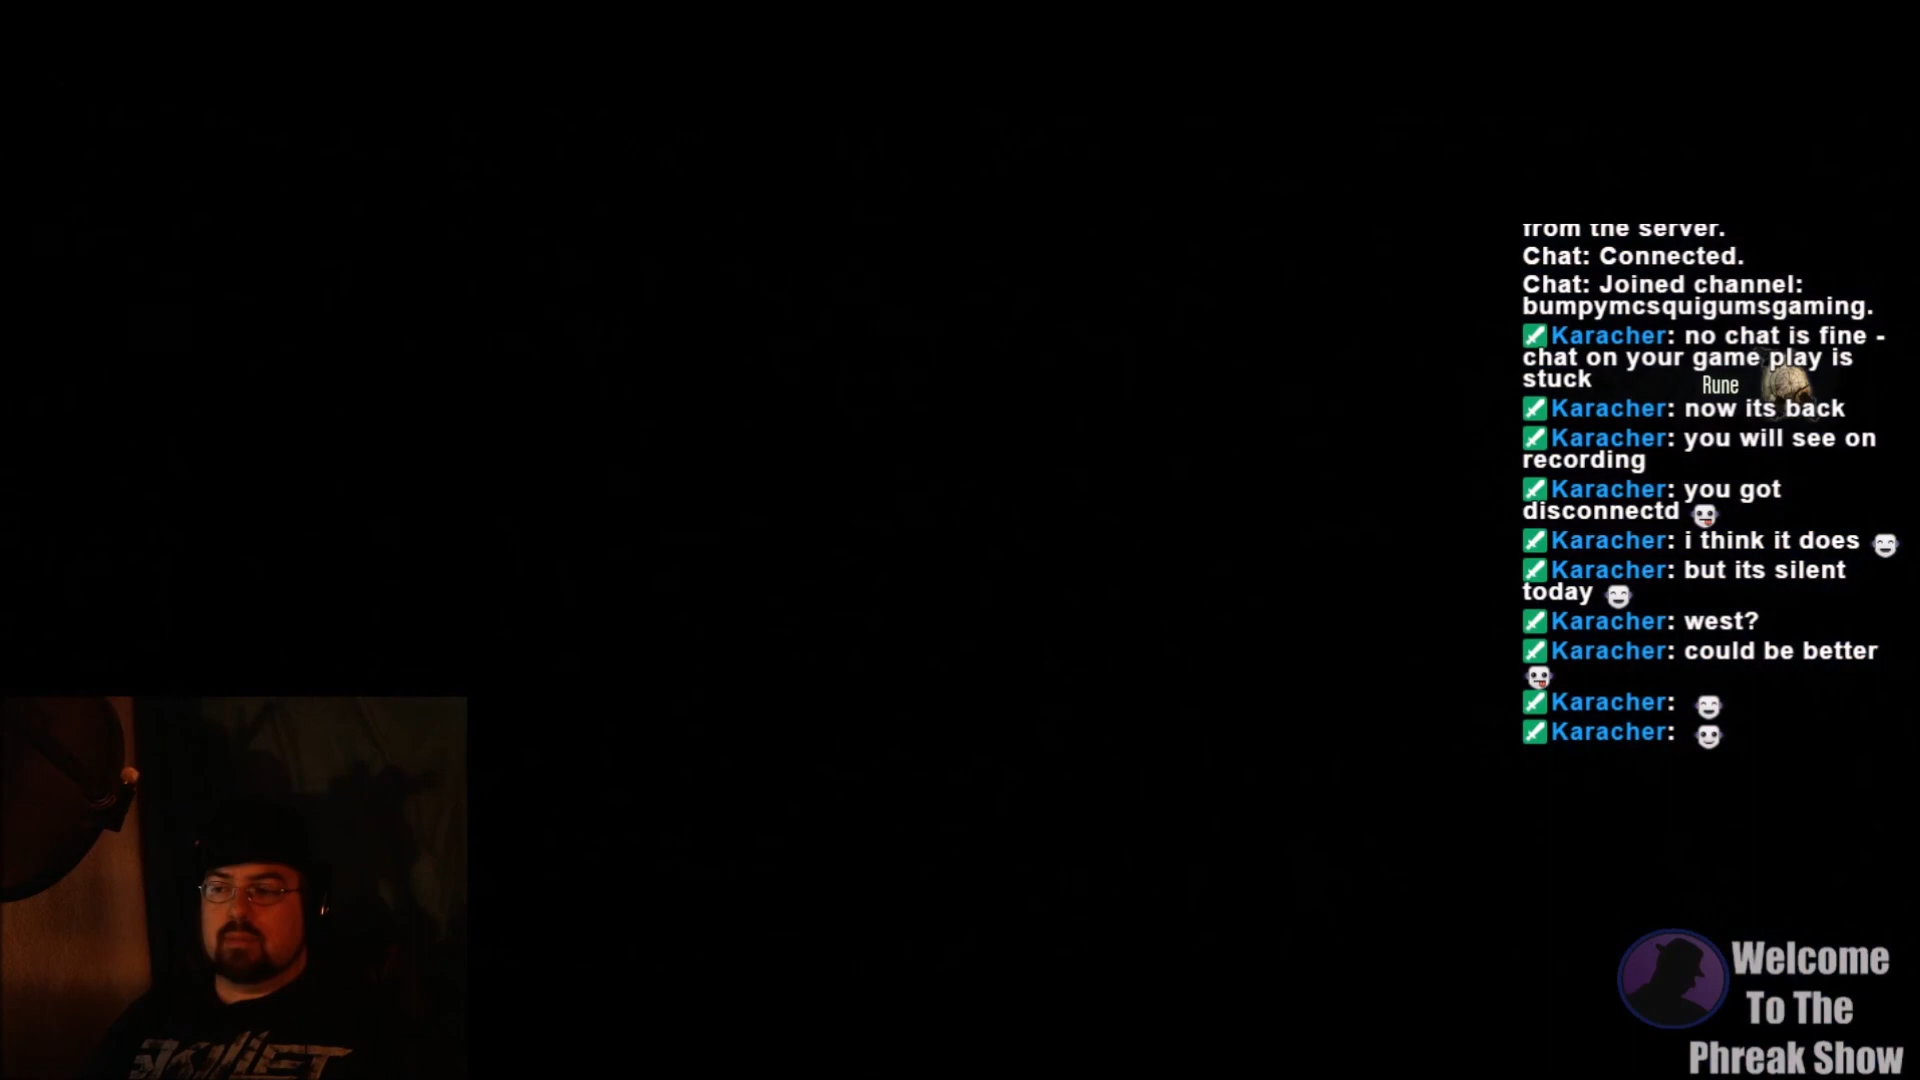 from the server.
Chat: Connected.
Chat: Joined channel:
bumpymcsquigumsgaming.
Karacher: no chat is fine -
chat on your game play is
stuck
Rune
Karacher: now its back
Karacher: you will see on
recording
Karacher: you got
disconnectd
Karacher: i think it does
Karacher: but its silent
today
Karacher: west?
Karacher: could be better
Karacher:
Karacher:
Welcome
To The
Phreak Show